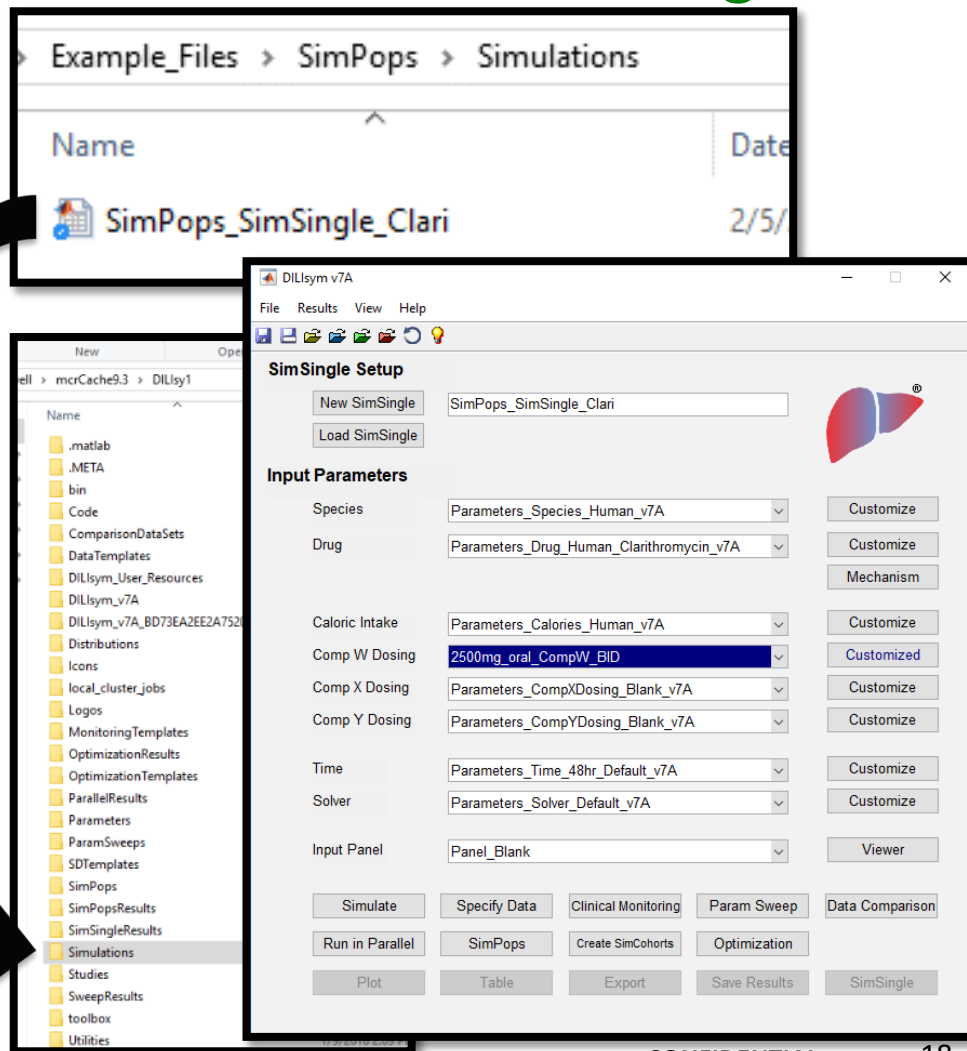 Example_Files > SimPops > Simulations
Name Date
SimPops_SimSingle_Clari 2/5/
New Ope
ell > mcrCache9.3 > DILIsy1
Name
.matlab
.META
bin
Code
ComparisonDataSets
DataTemplates
DILIsym_User_Resources
DILIsym_v7A
DILIsym_v7A_BD73EA2EE2A7520
Distributions
Icons
local_cluster_jobs
Logos
MonitoringTemplates
OptimizationResults
OptimizationTemplates
ParallelResults
Parameters
ParamSweeps
SDTemplates
SimPops
SimPopsResults
SimSingleResults
Simulations
Studies
SweepResults
toolbox
Utilities
DILIsym v7A
File Results View Help
SimSingle Setup
New SimSingle SimPops_SimSingle_Clari
Load SimSingle
®
Input Parameters
Species Parameters_Species_Human_v7A Customize
Drug Parameters_Drug_Human_Clarithromycin_v7A Customize
Mechanism
Caloric Intake Parameters_Calories_Human_v7A Customize
Comp W Dosing 2500mg_oral_CompW_BID Customized
Comp X Dosing Parameters_CompXDosing_Blank_v7A Customize
Comp Y Dosing Parameters_CompYDosing_Blank_v7A Customize
Time Parameters_Time_48hr_Default_v7A Customize
Solver Parameters_Solver_Default_v7A Customize
Input Panel Panel_Blank Viewer
Simulate Specify Data Clinical Monitoring Param Sweep Data Comparison
Run in Parallel SimPops Create SimCohorts Optimization
Plot Table Export Save Results SimSingle